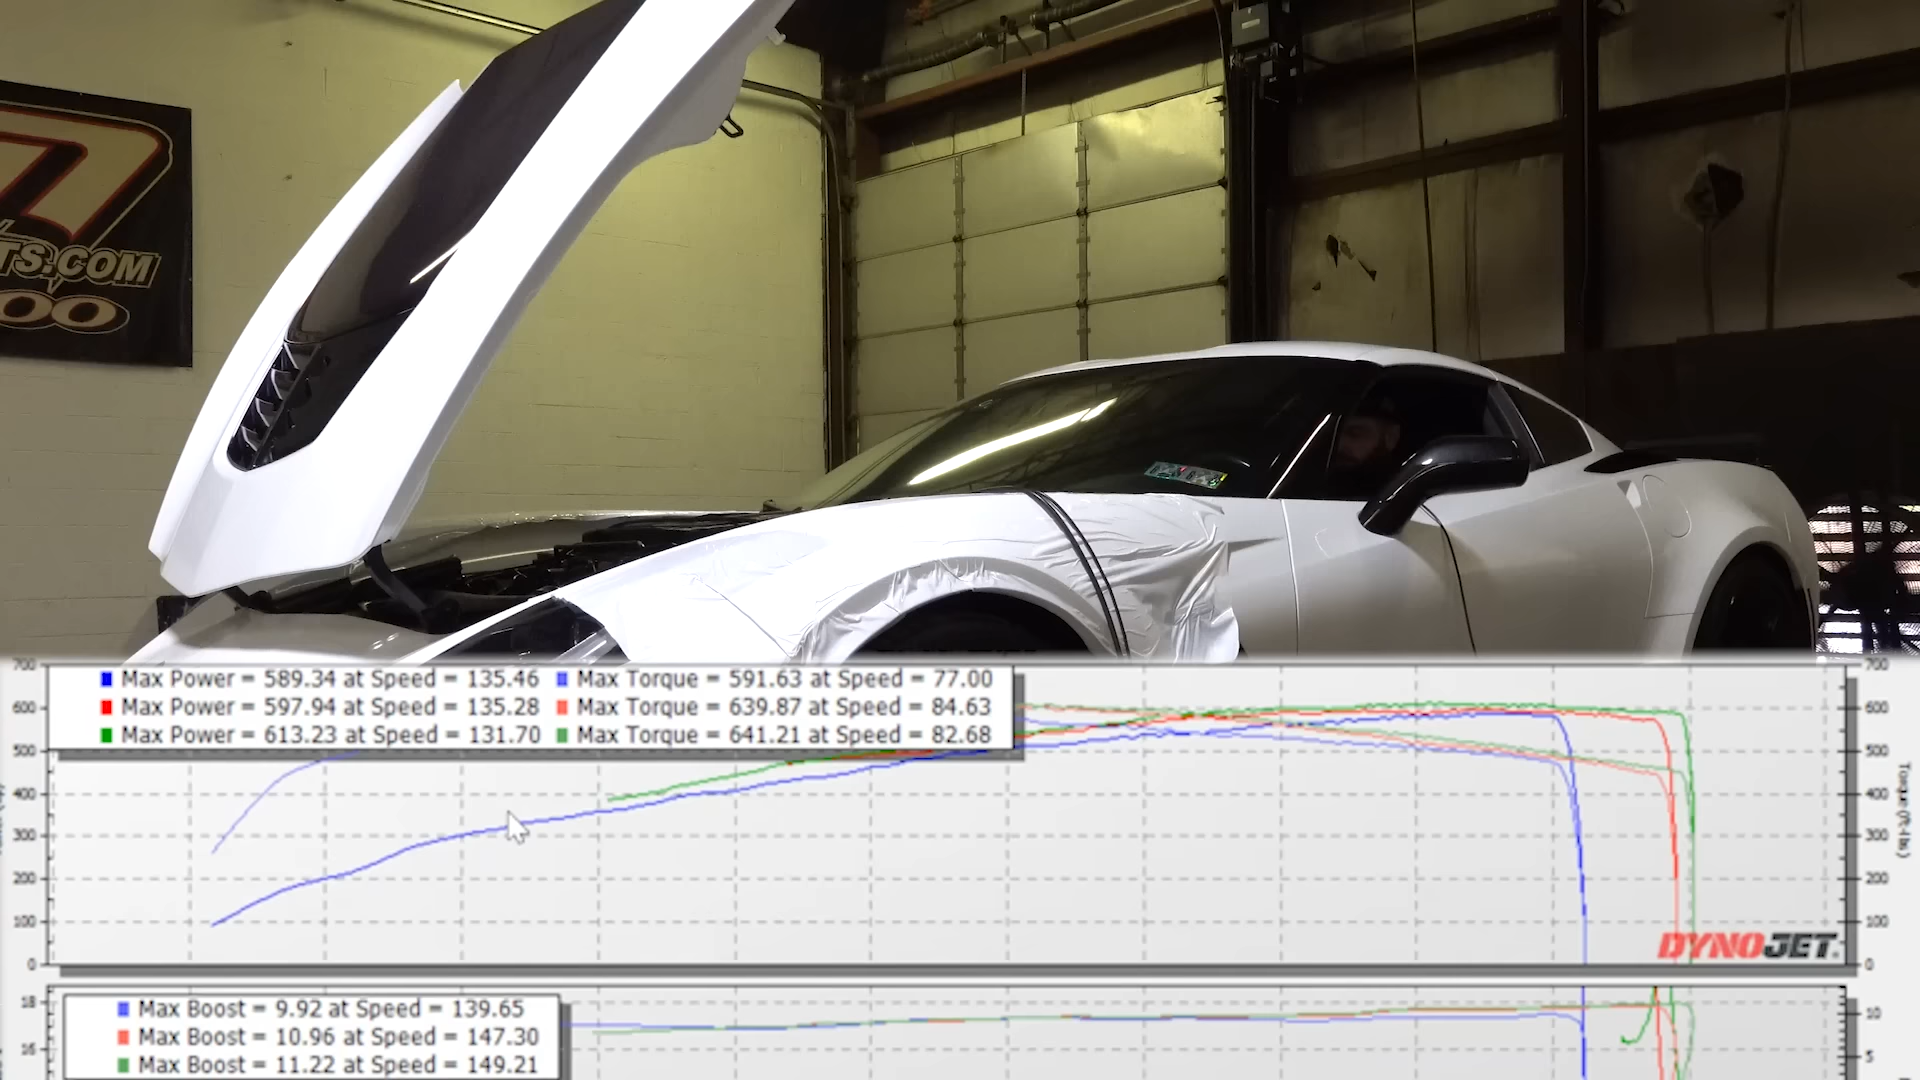 TS.COM
00
Max Power = 589.34 at Speed = 135.46 Max Torque = 591.63 at Speed = 77.00
Max Power = 597.94 at Speed = 135.28 Max Torque = 639.87 at Speed = 84.63
Max Power = 613.23 at Speed = 131.70 Max Torque = 641.21 at Speed = 82.68
700
600
500
400
300
200
100
0
700
600
500
400
300
200
100
0
Torque (ft-lbs)
DYNOJET
Max Boost = 9.92 at Speed = 139.65
Max Boost = 10.96 at Speed = 147.30
Max Boost = 11.22 at Speed = 149.21
18
16
10
5